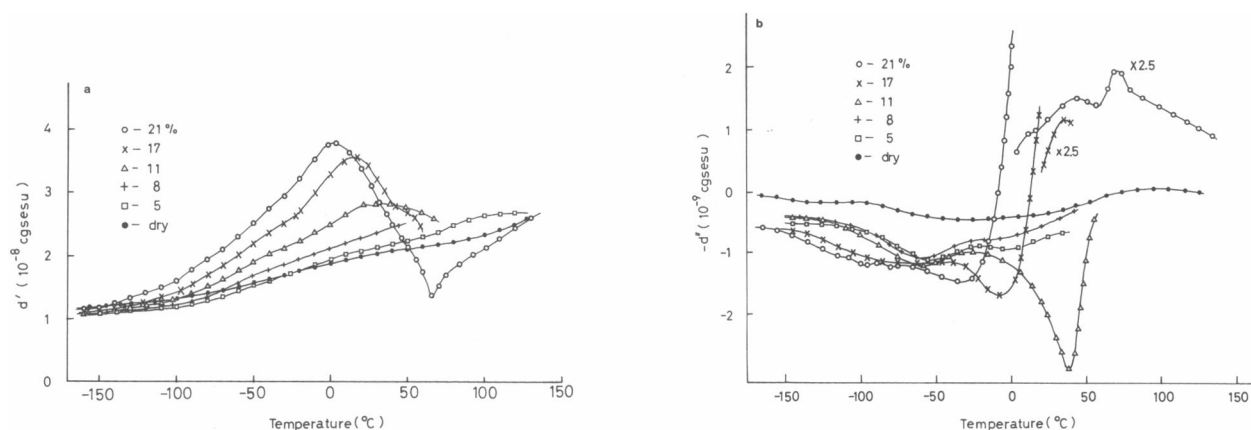 a
o - 21 %
x - 17
△ - 11
+ - 8
□ - 5
● - dry
d' (10⁻⁸ cgsesu)
4
3
2
1
0
-150
-100
-50
0
50
100
150
Temperature (°C)
b
o - 21 %
x - 17
△ - 11
+ - 8
□ - 5
● - dry
x 2.5
x 2.5
-d" (10⁻⁹ cgsesu)
2
1
0
-1
-2
-150
-100
-50
0
50
100
150
Temperature (°C)